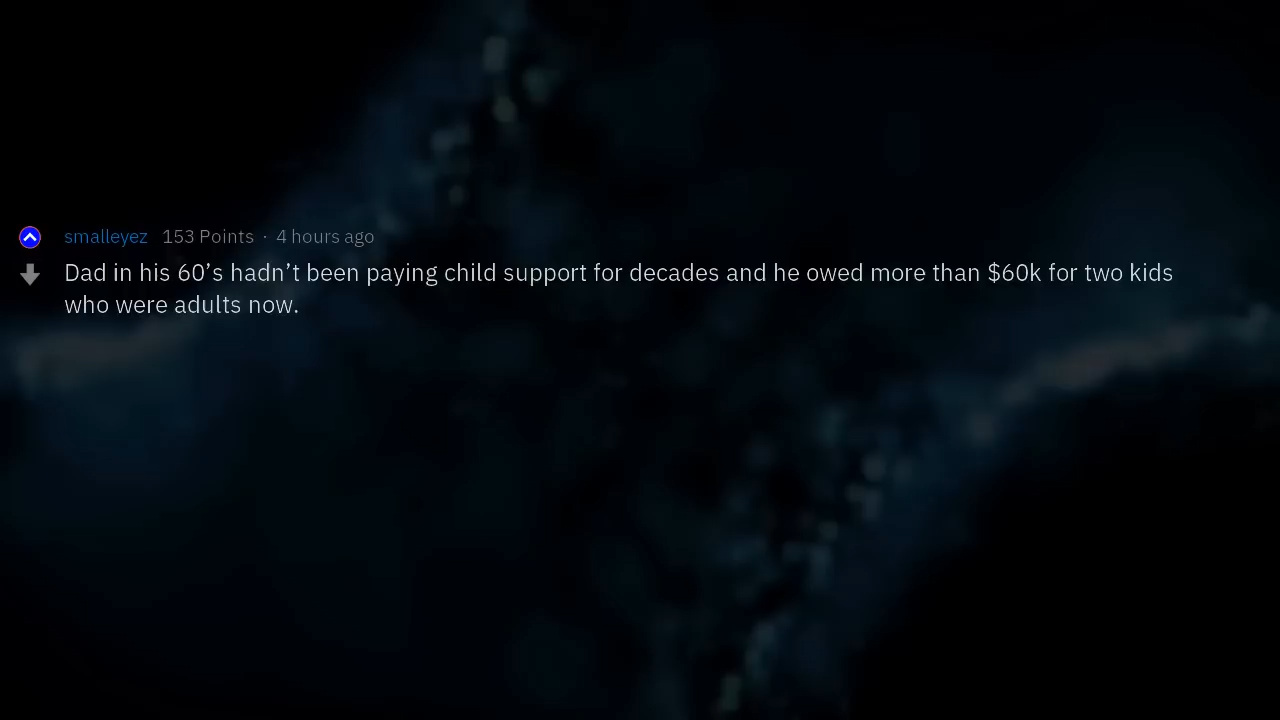 smalleyez 153 Points · 4 hours ago
Dad in his 60’s hadn’t been paying child support for decades and he owed more than $60k for two kids
who were adults now.